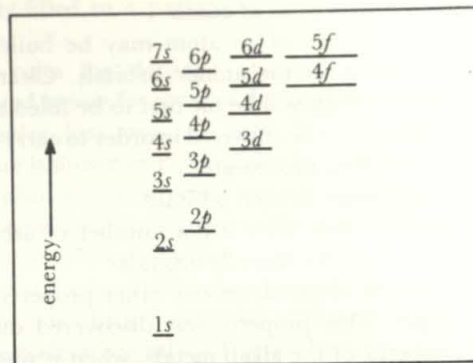 7s 6p 6d 5f
6s 5p 5d 4f
5s 4p 4d
4s 3p 3d
3s
2s 2p
1s
energy